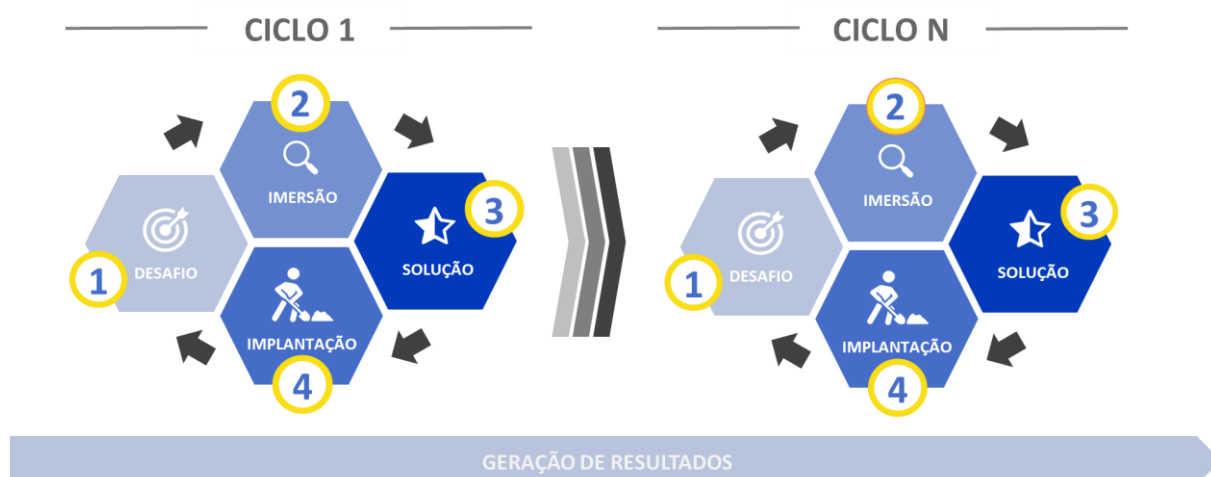 CICLO 1
2
IMERSÃO
3
SOLUÇÃO
1
DESAFIO
IMPLANTAÇÃO
4
CICLO N
2
IMERSÃO
3
SOLUÇÃO
1
DESAFIO
IMPLANTAÇÃO
4
GERAÇÃO DE RESULTADOS